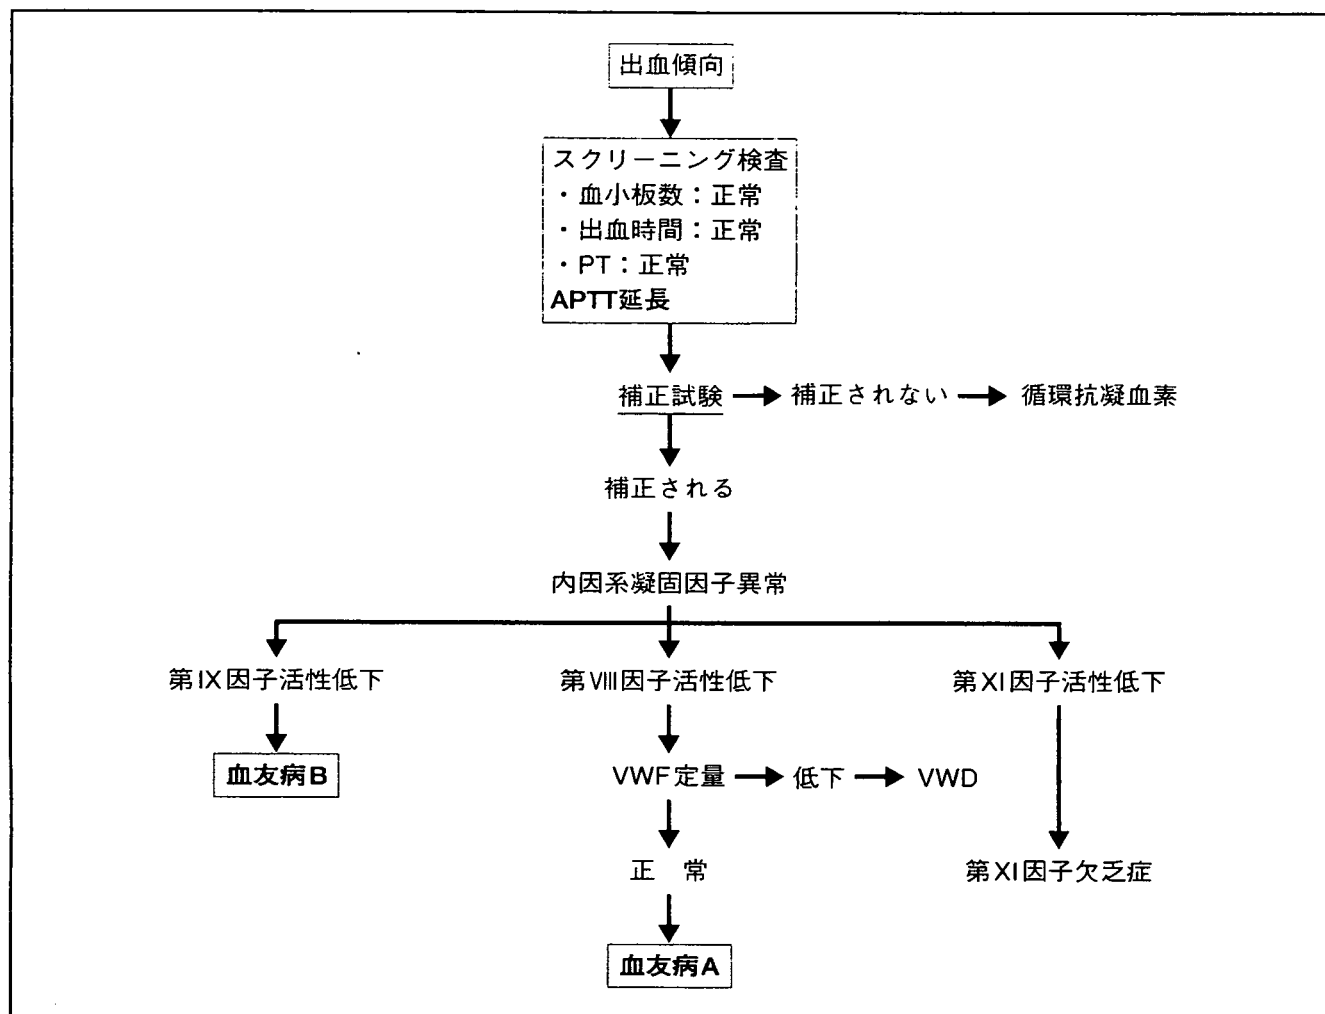 出血傾向
スクリーニング検査
・血小板数：正常
・出血時間：正常
・PT：正常
APTT延長
補正試験 補正されない 循環抗凝血素
補正される
内因系凝固因子異常
第IX因子活性低下 第VIII因子活性低下 第XI因子活性低下
血友病B VWF定量 低下 VWD
正　常 第XI因子欠乏症
血友病A